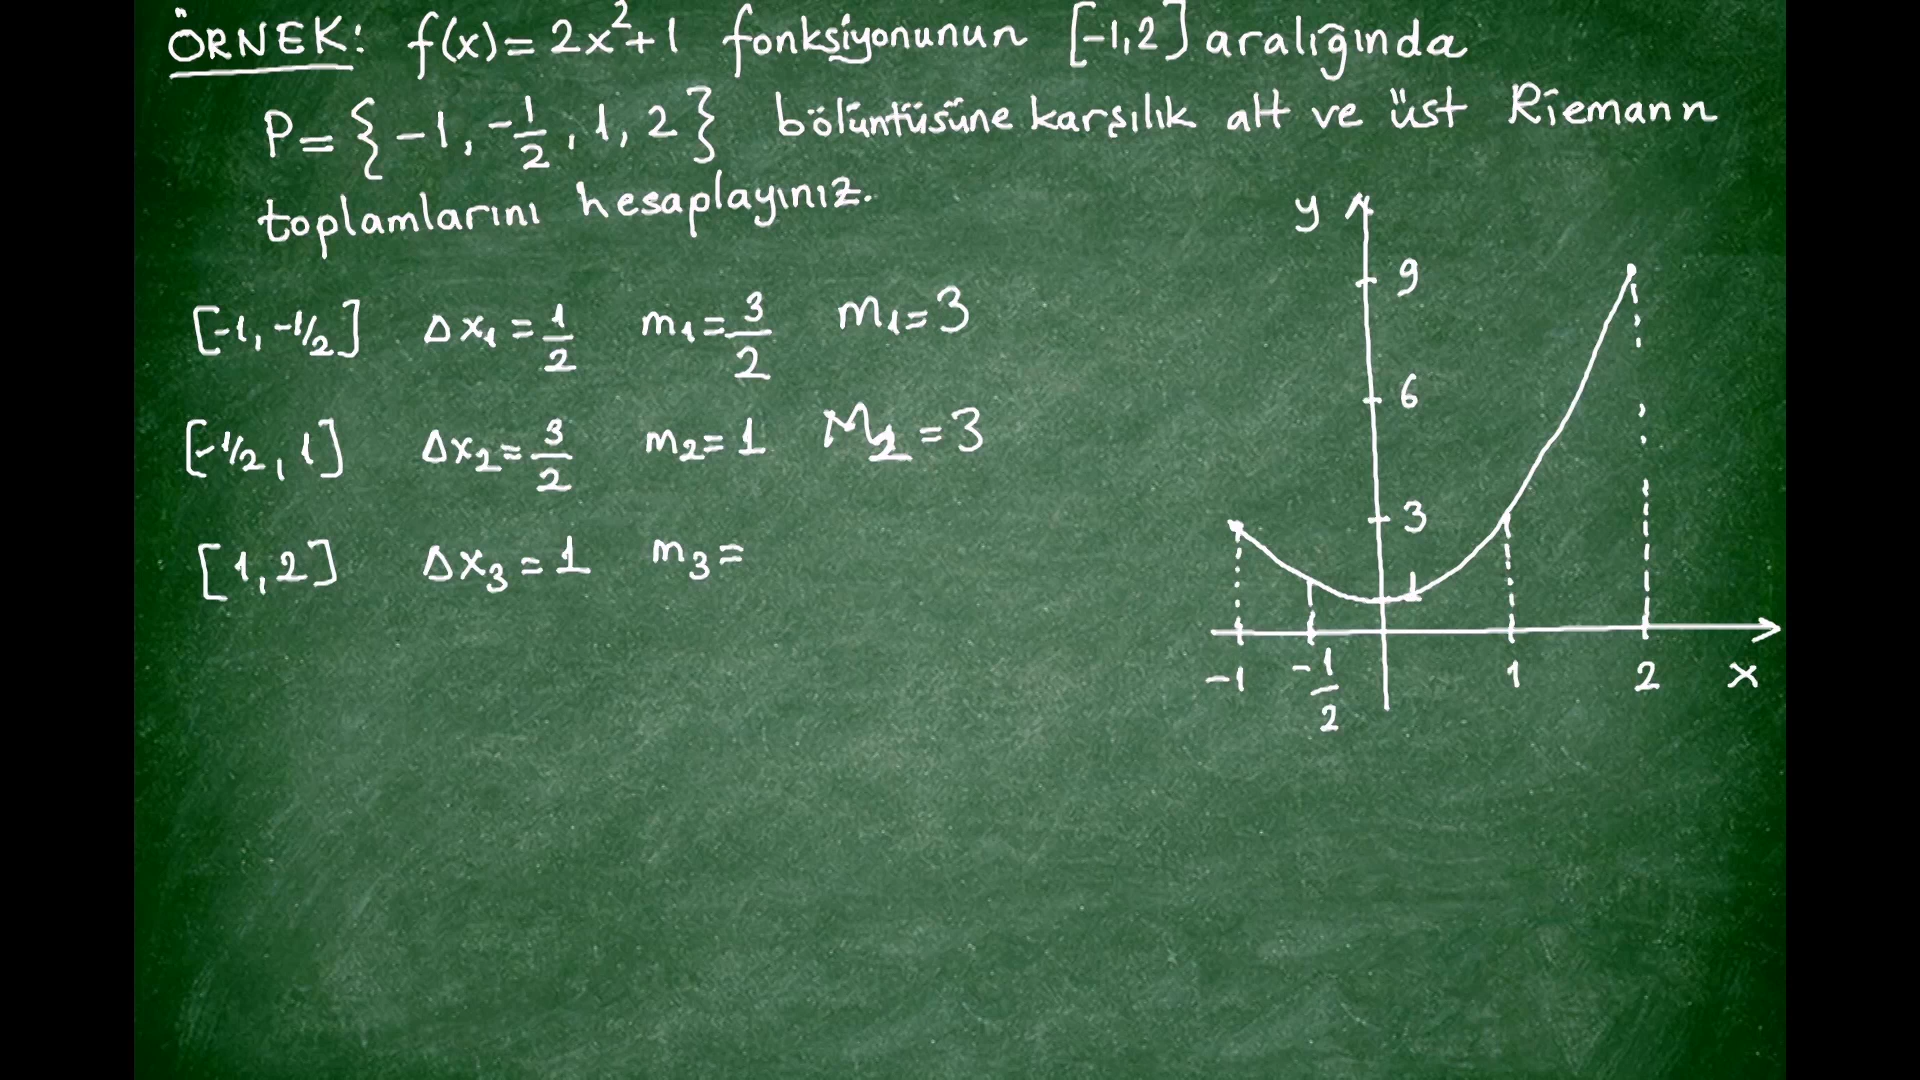 ÖRNEK: f(x) = 2x²+1 fonksiyonunun [-1,2] aralığında
P = {-1, -1/2, 1, 2} bölüntüsüne karşılık alt ve üst Riemann
toplamlarını hesaplayınız.
[-1, -1/2] Δx₁ = 1/2 m₁ = 3/2 m₁ = 3
[-1/2, 1] Δx₂ = 3/2 m₂ = 1 M₂ = 3
[1,2] Δx₃ = 1 m₃ =
y
9
6
3
1
-1 -1/2 1 2 x